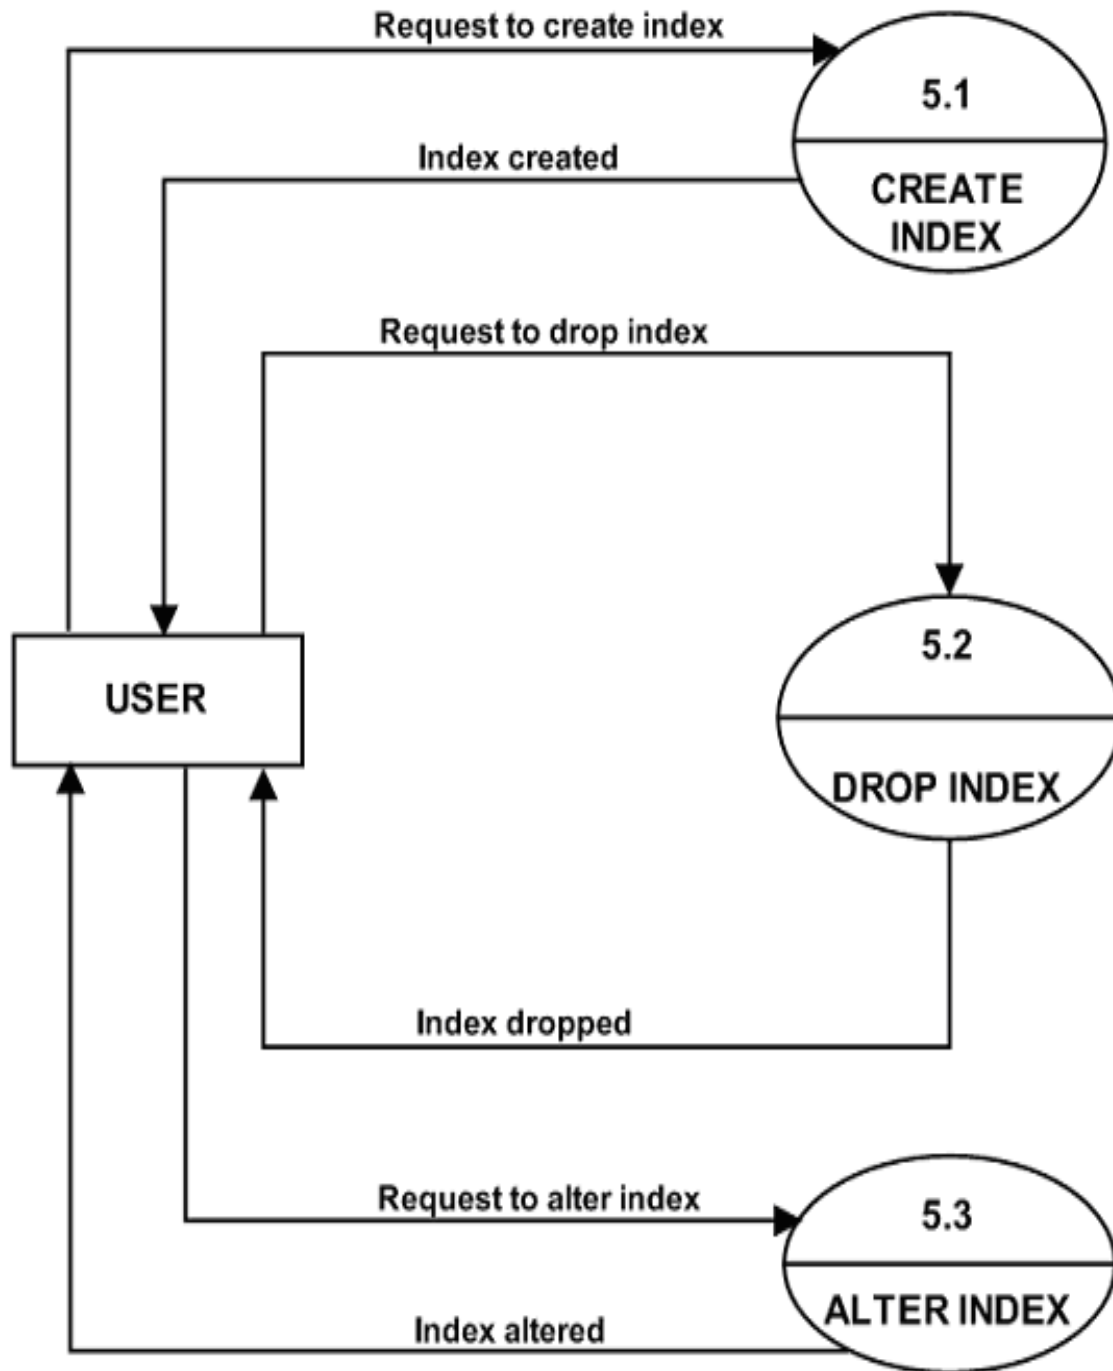 Request to create index
5.1
Index created
CREATE
INDEX
Request to drop index
5.2
USER
DROP INDEX
Index dropped
Request to alter index
5.3
ALTER INDEX
Index altered